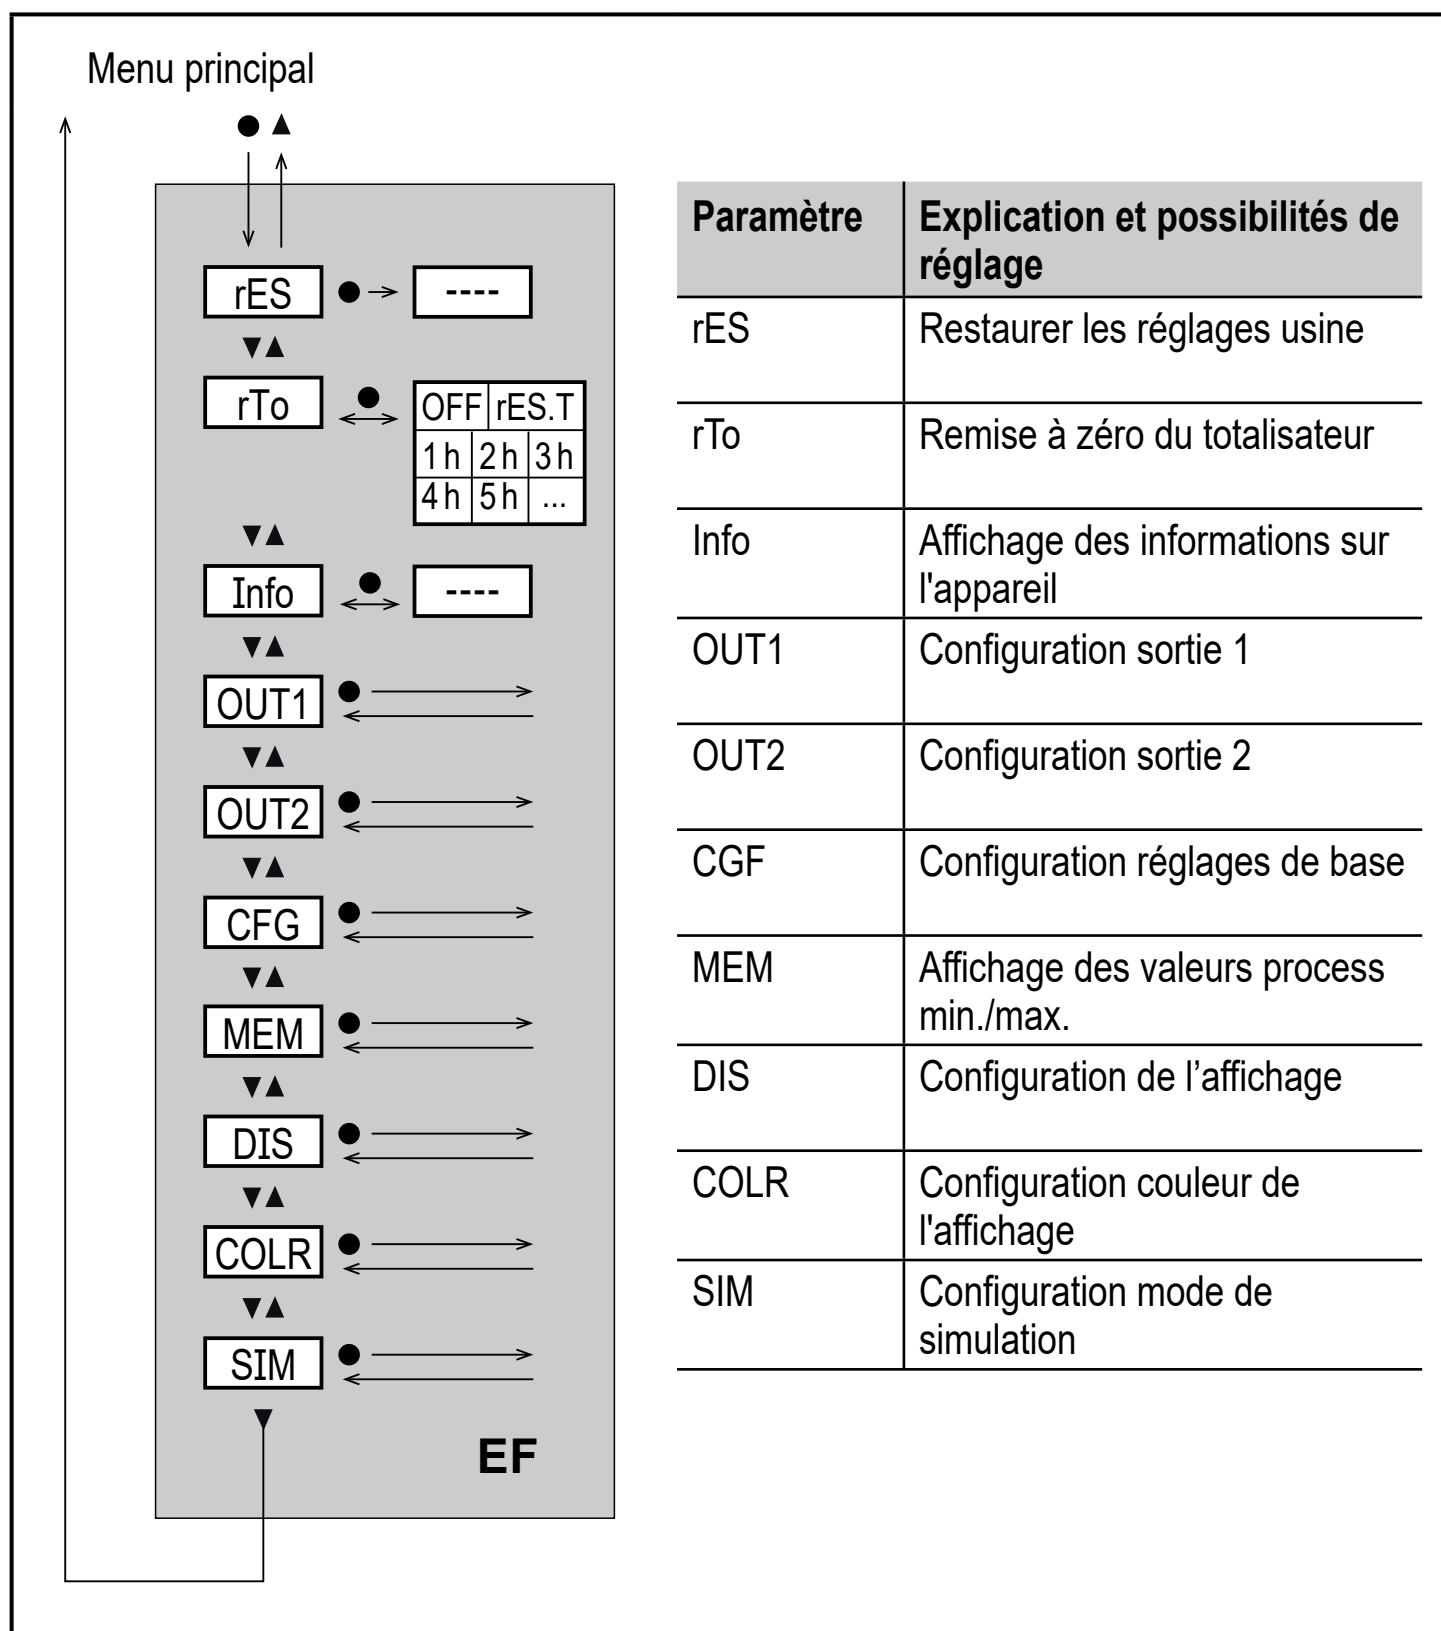 Menu principal
rES
----
rTo
OFF rES.T
1 h 2 h 3 h
4 h 5 h ...
Info
----
OUT1
OUT2
CFG
MEM
DIS
COLR
SIM
EF
Paramètre Explication et possibilités de
réglage
rES Restaurer les réglages usine
rTo Remise à zéro du totalisateur
Info Affichage des informations sur
l'appareil
OUT1 Configuration sortie 1
OUT2 Configuration sortie 2
CGF Configuration réglages de base
MEM Affichage des valeurs process
min./max.
DIS Configuration de l’affichage
COLR Configuration couleur de
l'affichage
SIM Configuration mode de
simulation